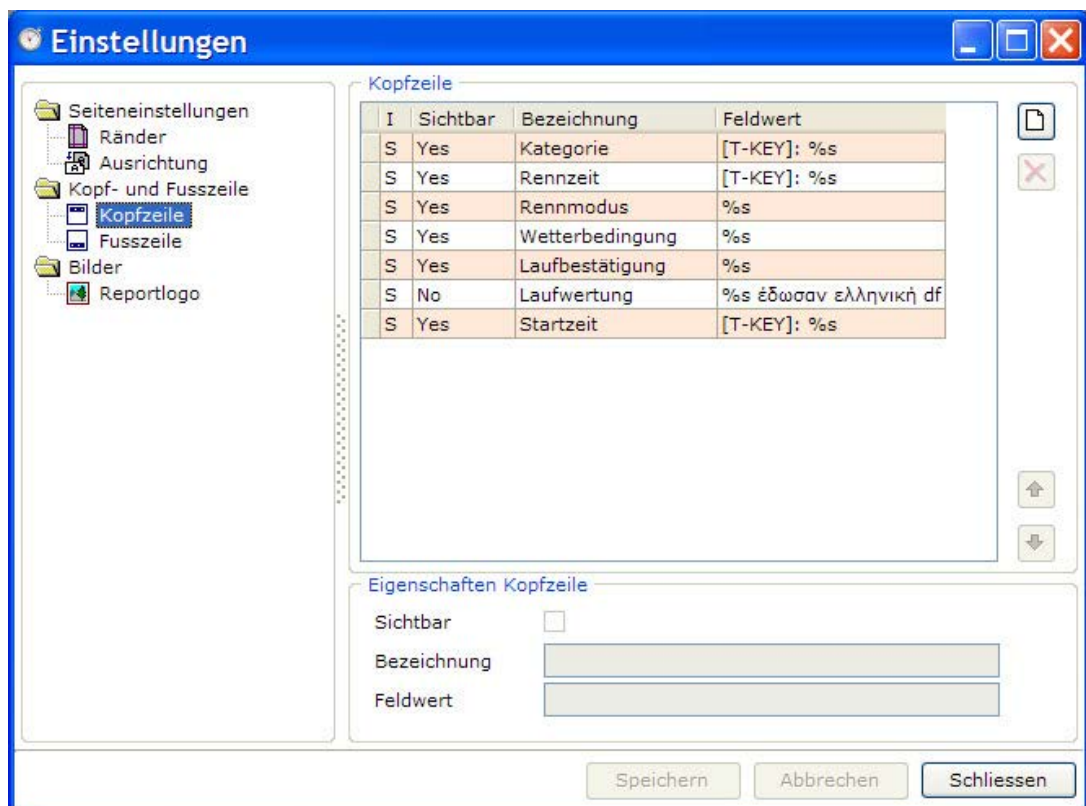 Einstellungen
Seiteneinstellungen
Ränder
Ausrichtung
Kopf- und Fusszeile
Kopfzeile
Fusszeile
Bilder
Reportlogo
Kopfzeile
I Sichtbar Bezeichnung Feldwert
S Yes Kategorie [T-KEY]: %s
S Yes Rennzeit [T-KEY]: %s
S Yes Rennmodus %s
S Yes Wetterbedingung %s
S Yes Laufbestätigung %s
S No Laufwertung %s έδωσαν ελληνική df
S Yes Startzeit [T-KEY]: %s
Eigenschaften Kopfzeile
Sichtbar
Bezeichnung
Feldwert
Speichern Abbrechen Schliessen